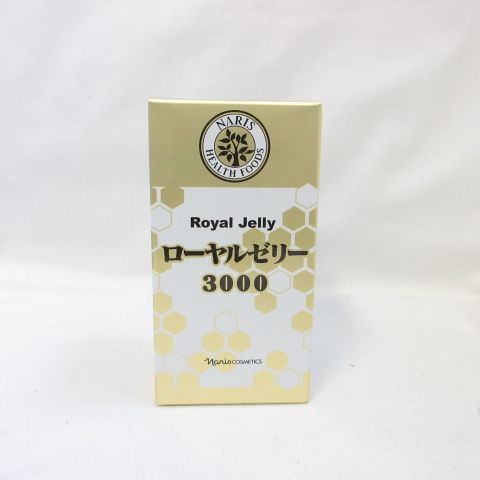 NARIS
HEALTH FOODS
Royal Jelly
ローヤルゼリー
3000
naris COSMETICS